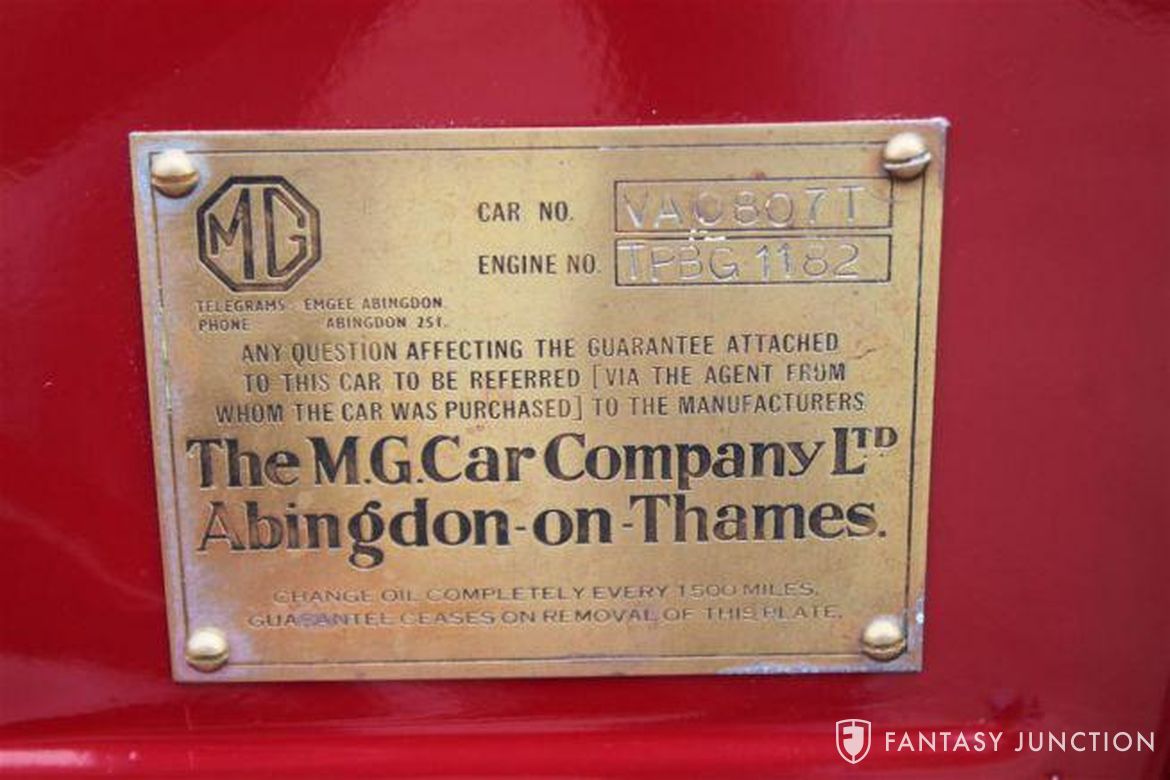 MG
CAR NO. VA0807T
ENGINE NO. TPBG 1182
TELEGRAMS EMGEE ABINGDON.
PHONE ABINGDON 251.
ANY QUESTION AFFECTING THE GUARANTEE ATTACHED
TO THIS CAR TO BE REFERRED [VIA THE AGENT FROM
WHOM THE CAR WAS PURCHASED] TO THE MANUFACTURERS
The M.G.Car Company LTD
Abingdon-on-Thames.
CHANGE OIL COMPLETELY EVERY 1500 MILES.
GUARANTEE CEASES ON REMOVAL OF THIS PLATE.
FANTASY JUNCTION